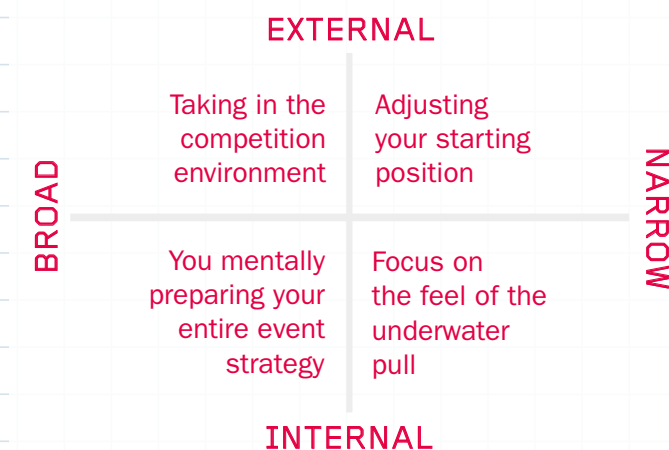 EXTERNAL
Taking in the
competition
environment
Adjusting
your starting
position
BROAD
NARROW
You mentally
preparing your
entire event
strategy
Focus on
the feel of the
underwater
pull
INTERNAL